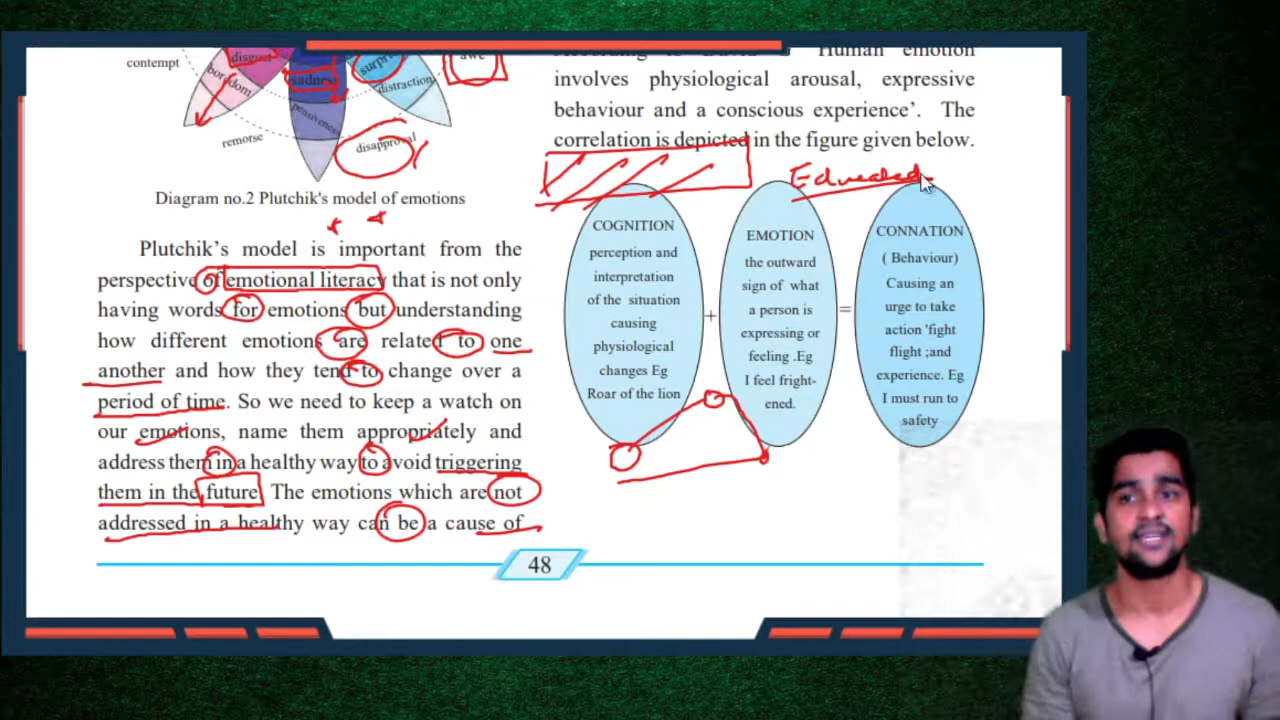 contempt
disgust
boredom
remorse
sadness
pensiveness
surprise
distraction
awe
disapproval
Diagram no.2 Plutchik's model of emotions
Plutchik's model is important from the
perspective of emotional literacy that is not only
having words for emotions but understanding
how different emotions are related to one
another and how they tend to change over a
period of time. So we need to keep a watch on
our emotions, name them appropriately and
address them in a healthy way to avoid triggering
them in the future. The emotions which are not
addressed in a healthy way can be a cause of
Human emotion
involves physiological arousal, expressive
behaviour and a conscious experience'. The
correlation is depicted in the figure given below.
COGNITION
perception and
interpretation
of the situation
causing
physiological
changes Eg
Roar of the lion
+
EMOTION
the outward
sign of what
a person is
expressing or
feeling .Eg
I feel fright-
ened.
=
CONNATION
( Behaviour)
Causing an
urge to take
action 'fight
flight ;and
experience. Eg
I must run to
safety
48